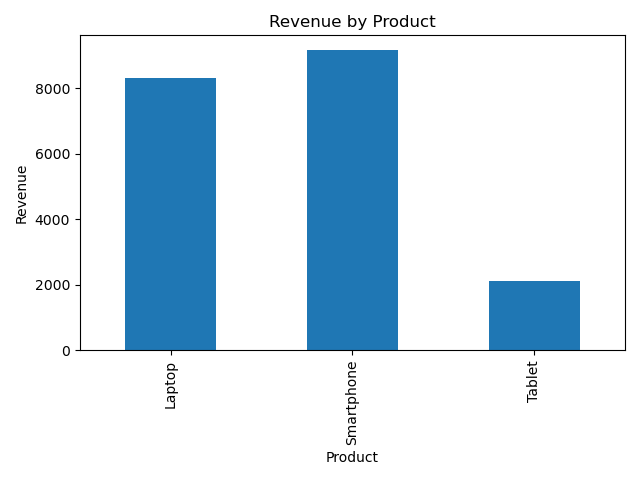 Revenue by Product
Revenue
8000
6000
4000
2000
0
Laptop
Smartphone
Tablet
Product